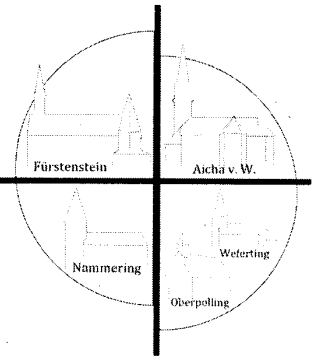 Fürstenstein
Aicha v. W.
Nammering
Weferting
Oberpolling